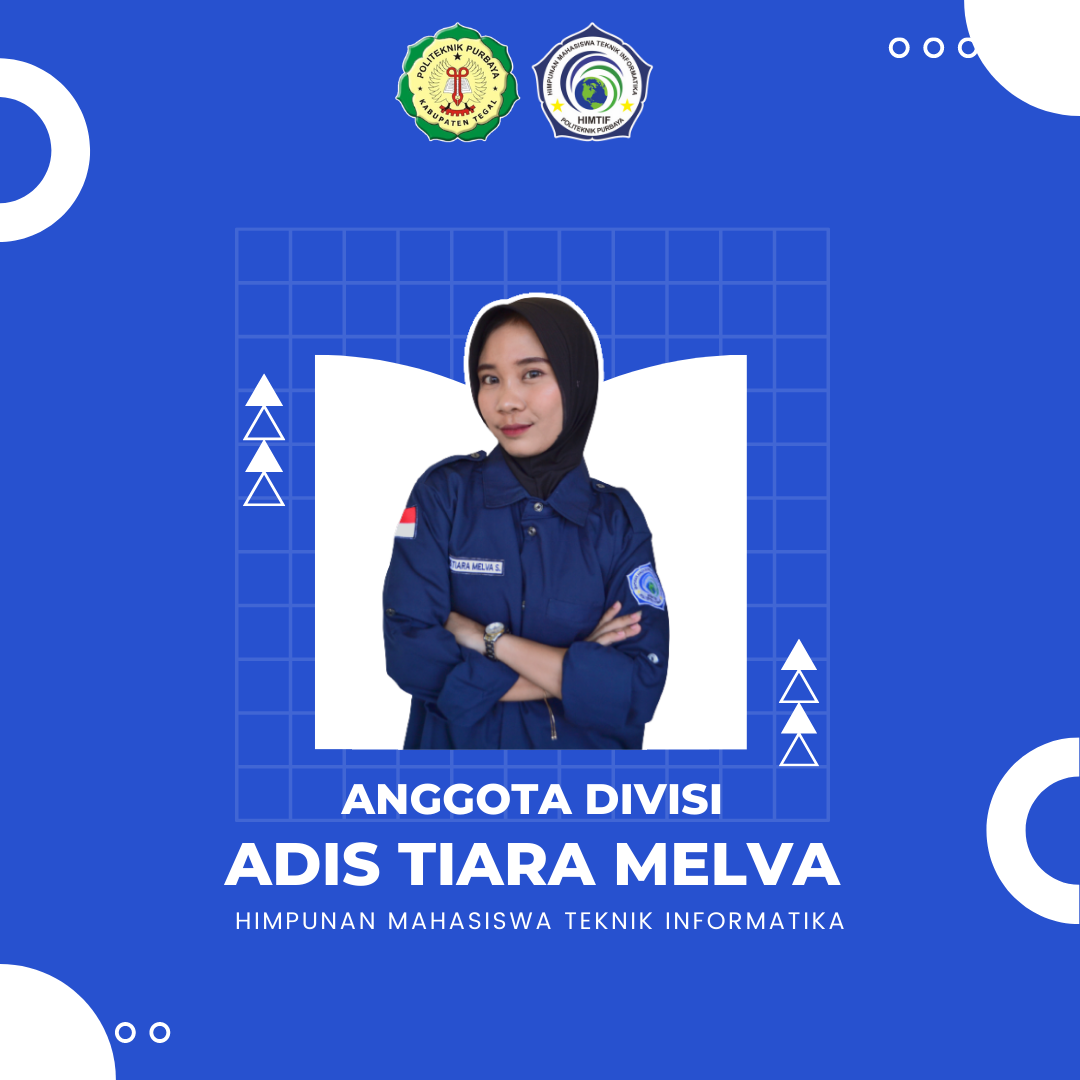 POLITEKNIK PURBAYA
KABUPATEN TEGAL
HIMPUNAN MAHASISWA TEKNIK INFORMATIKA
HIMTIF
POLITEKNIK PURBAYA
TIARA MELVA S.
ANGGOTA DIVISI
ADIS TIARA MELVA
HIMPUNAN MAHASISWA TEKNIK INFORMATIKA